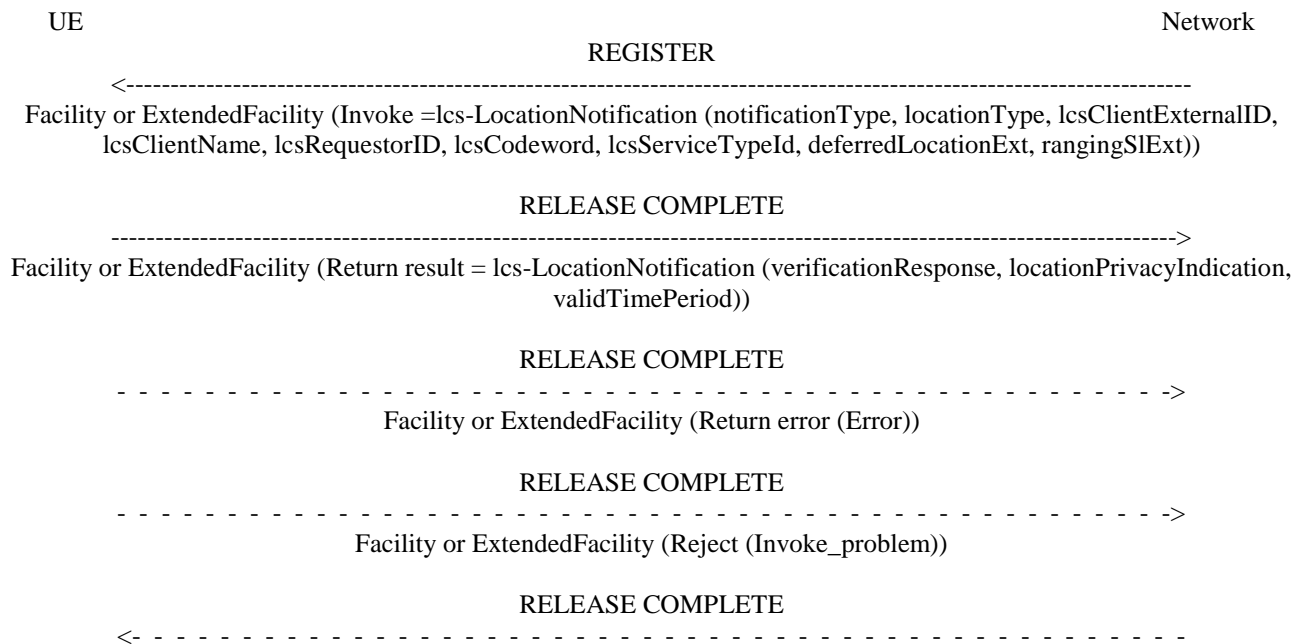 UE Network
REGISTER
<------------------------------------------------------------------------------------------------------------------------
Facility or ExtendedFacility (Invoke =lcs-LocationNotification (notificationType, locationType, lcsClientExternalID,
lcsClientName, lcsRequestorID, lcsCodeword, lcsServiceTypeId, deferredLocationExt, rangingSlExt))
RELEASE COMPLETE
------------------------------------------------------------------------------------------------------------------------>
Facility or ExtendedFacility (Return result = lcs-LocationNotification (verificationResponse, locationPrivacyIndication,
validTimePeriod))
RELEASE COMPLETE
- - - - - - - - - - - - - - - - - - - - - - - - - - - - - - - - - - - - - - - - - - - - - - - - ->
Facility or ExtendedFacility (Return error (Error))
RELEASE COMPLETE
- - - - - - - - - - - - - - - - - - - - - - - - - - - - - - - - - - - - - - - - - - - - - - - - ->
Facility or ExtendedFacility (Reject (Invoke_problem))
RELEASE COMPLETE
<- - - - - - - - - - - - - - - - - - - - - - - - - - - - - - - - - - - - - - - - - - - - - - - - -